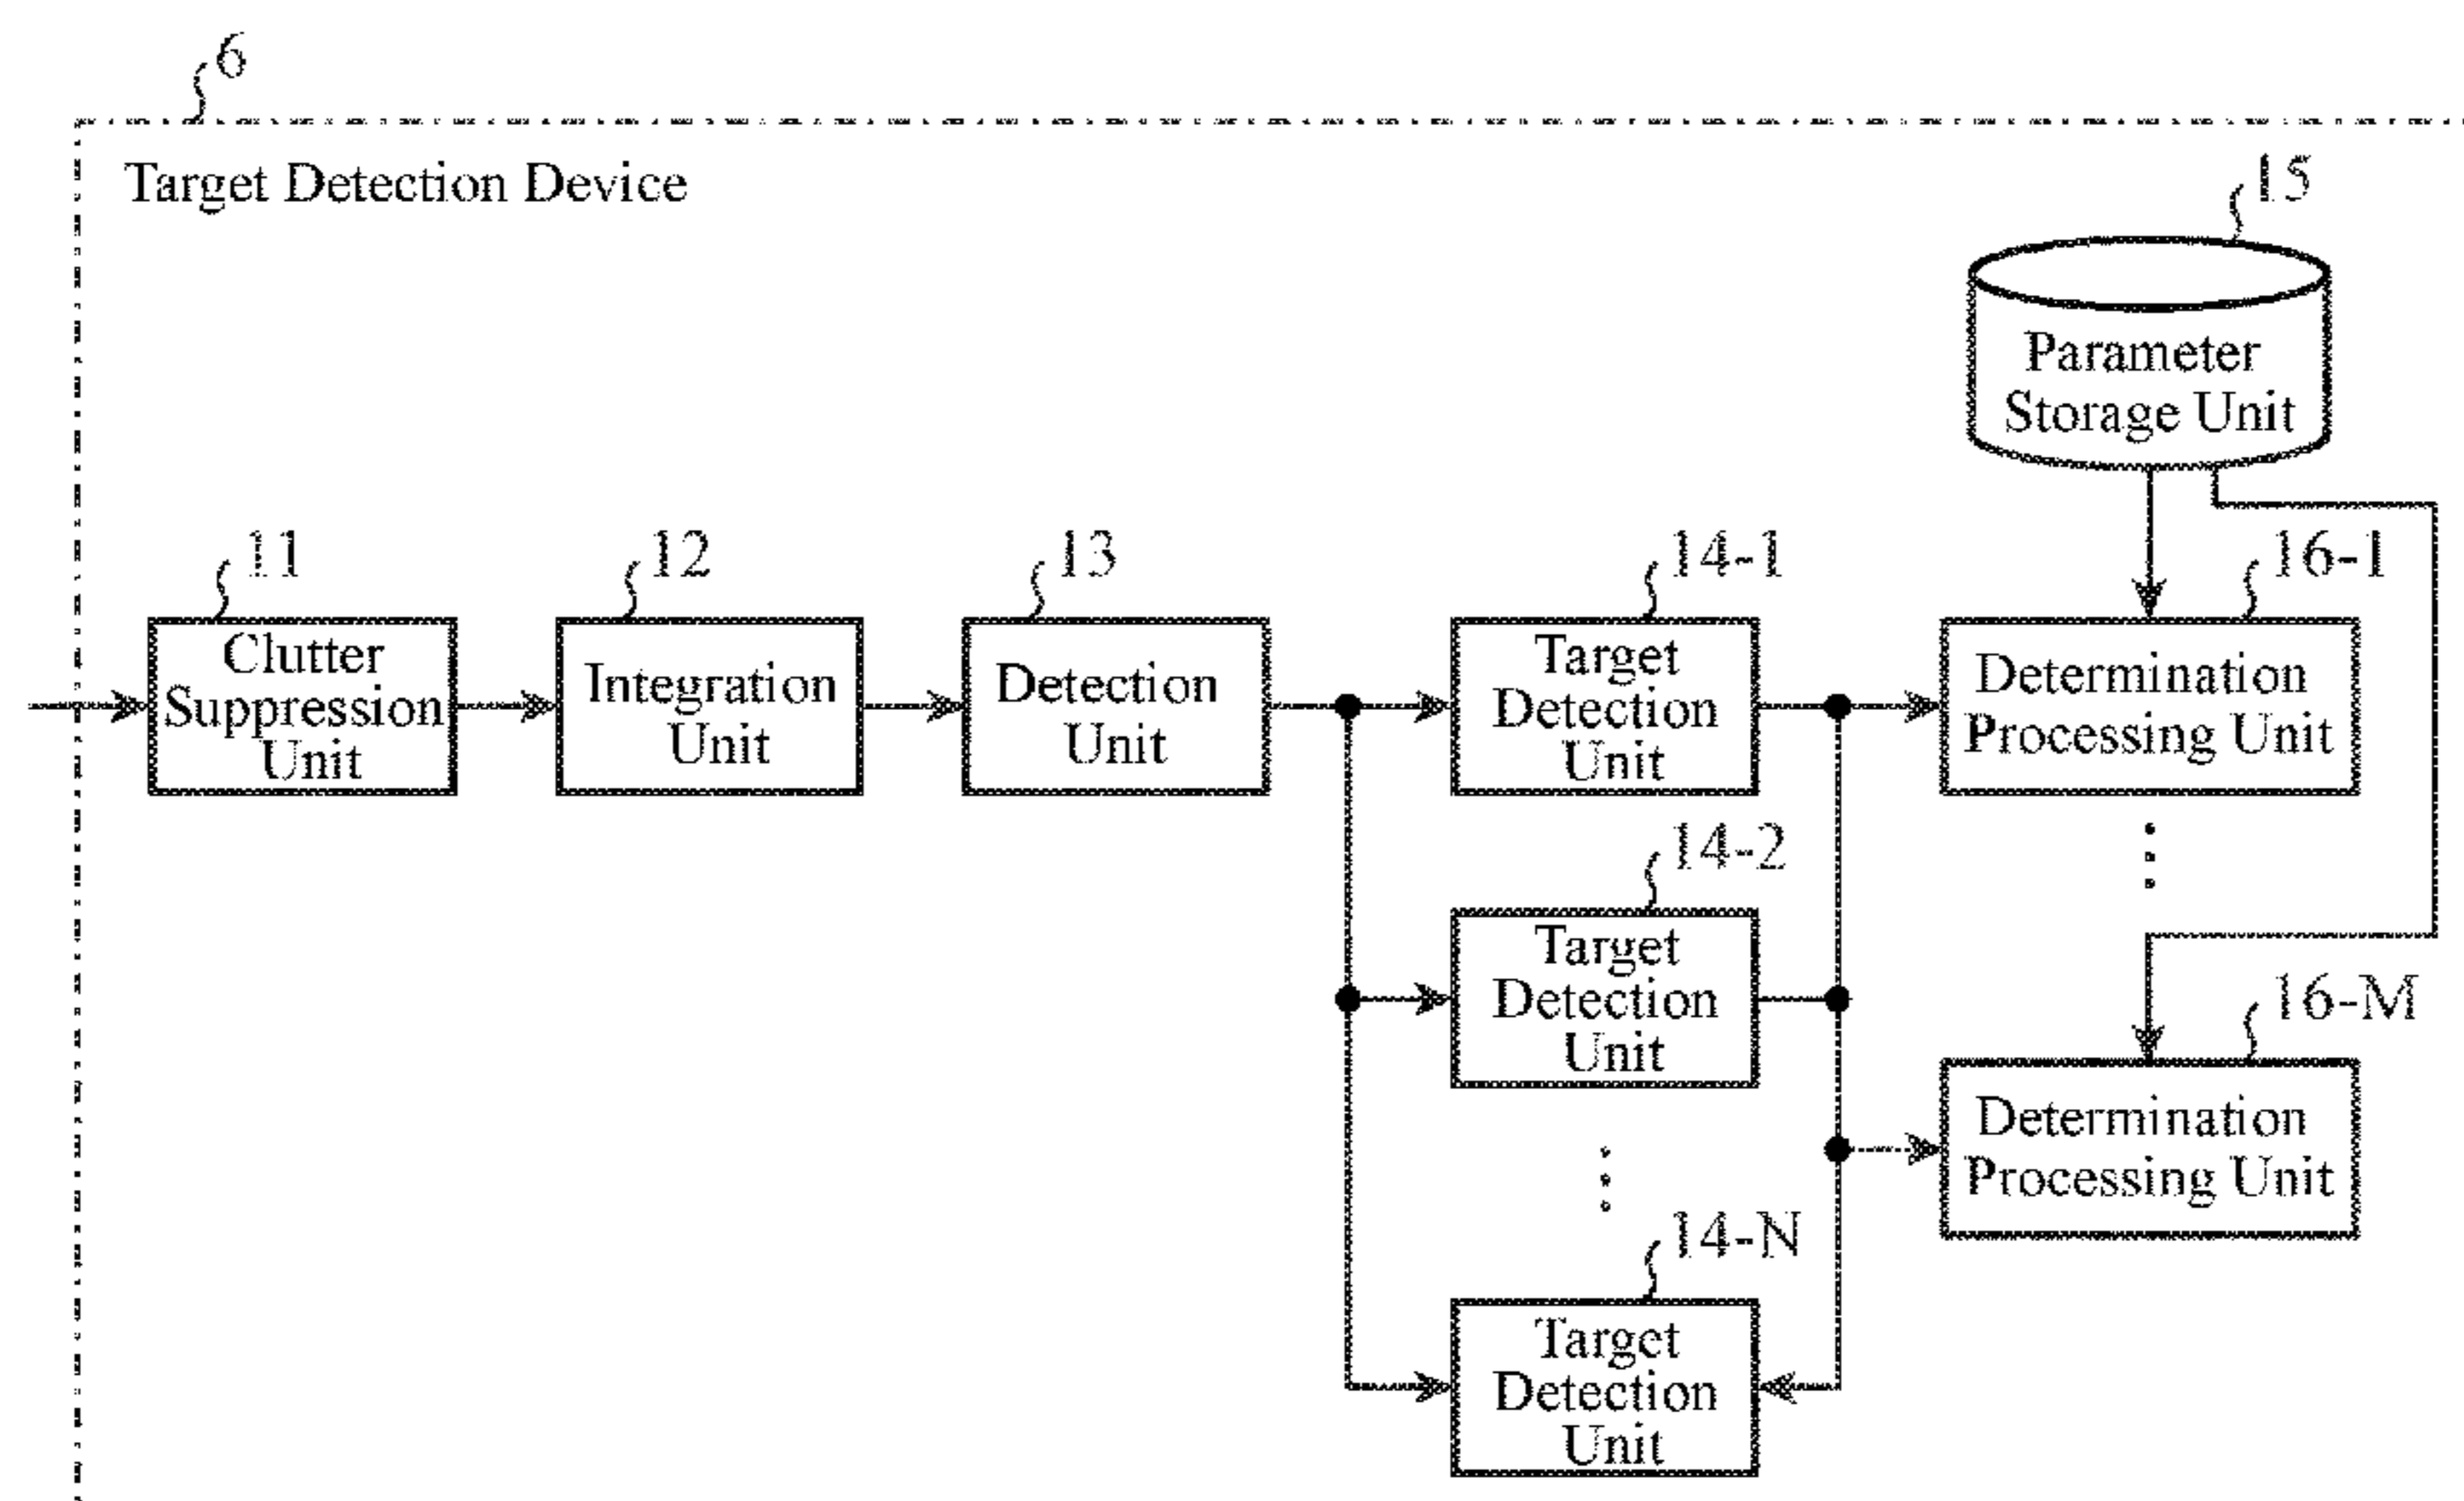 6
Target Detection Device
15
Parameter
Storage Unit
11
12
13
14-1
16-1
Clutter
Suppression
Unit
Integration
Unit
Detection
Unit
Target
Detection
Unit
Determination
Processing Unit
14-2
Target
Detection
Unit
16-M
Determination
Processing Unit
14-N
Target
Detection
Unit